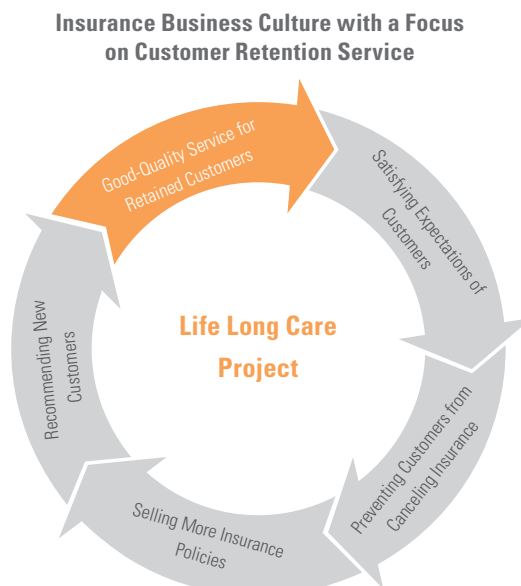 Insurance Business Culture with a Focus
on Customer Retention Service
Good-Quality Service for
Retained Customers
Satisfying Expectations of
Customers
Preventing Customers from
Canceling Insurance
Selling More Insurance
Policies
Recommending New
Customers
Life Long Care
Project